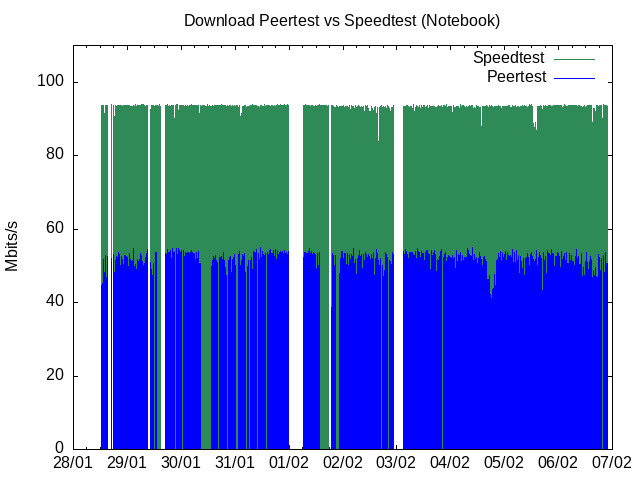 Download Peertest vs Speedtest (Notebook)
Speedtest
Peertest
Mbits/s
100
80
60
40
20
0
28/01 29/01 30/01 31/01 01/02 02/02 03/02 04/02 05/02 06/02 07/02